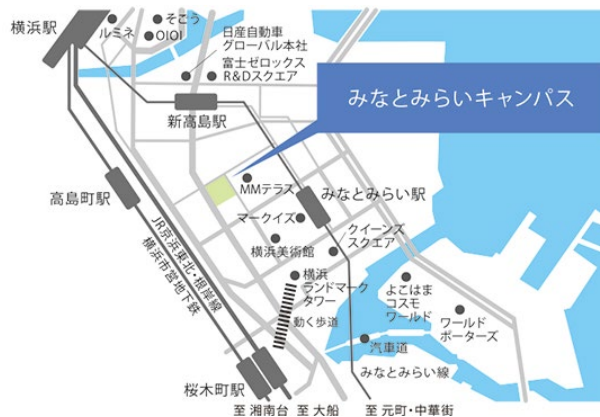 横浜駅
そごう
ルミネ
OIOI
日産自動車
グローバル本社
富士ゼロックス
R&Dスクエア
みなとみらいキャンパス
新高島駅
高島町駅
MMテラス
みなとみらい駅
マークイズ
クイーンズ
スクエア
横浜美術館
JR京浜東北・根岸線
横浜市営地下鉄
横浜
ランドマーク
タワー
動く歩道
よこはま
コスモ
ワールド
ワールド
ポーターズ
汽車道
みなとみらい線
桜木町駅
至 湘南台
至 大船
至 元町・中華街